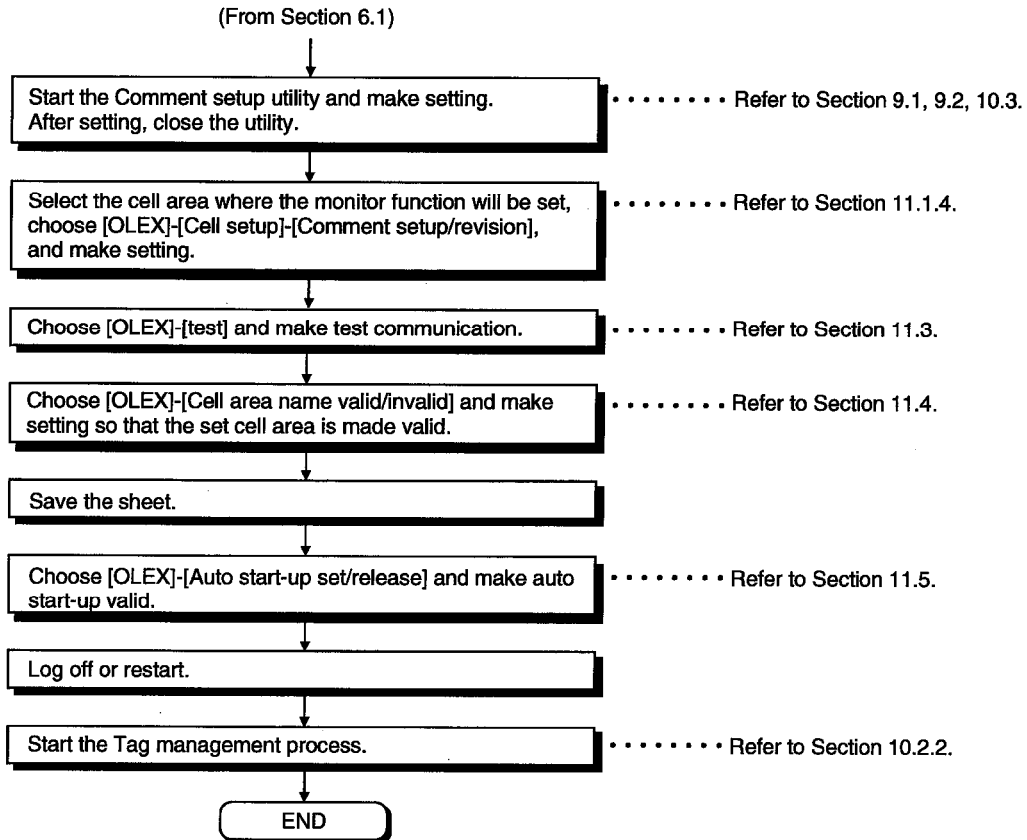 (From Section 6.1)
Start the Comment setup utility and make setting.
After setting, close the utility.
Refer to Section 9.1, 9.2, 10.3.
Select the cell area where the monitor function will be set,
choose [OLEX]-[Cell setup]-[Comment setup/revision],
and make setting.
Refer to Section 11.1.4.
Choose [OLEX]-[test] and make test communication.
Refer to Section 11.3.
Choose [OLEX]-[Cell area name valid/invalid] and make
setting so that the set cell area is made valid.
Refer to Section 11.4.
Save the sheet.
Choose [OLEX]-[Auto start-up set/release] and make auto
start-up valid.
Refer to Section 11.5.
Log off or restart.
Start the Tag management process.
Refer to Section 10.2.2.
END